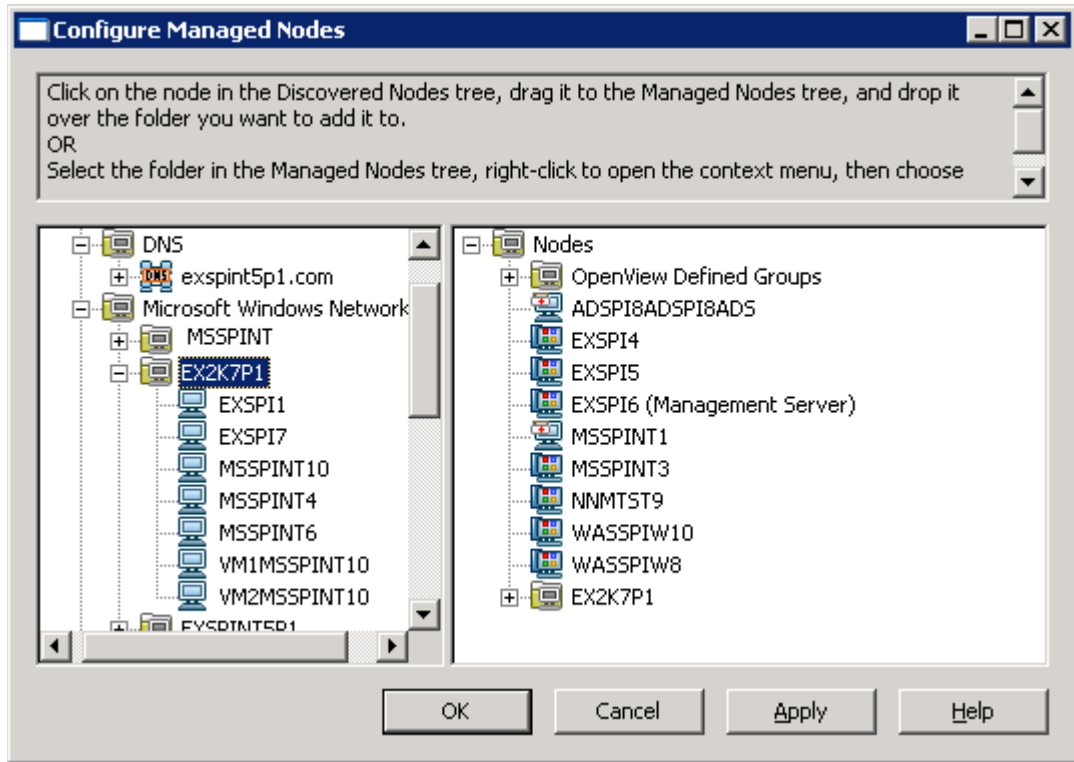 Configure Managed Nodes
Click on the node in the Discovered Nodes tree, drag it to the Managed Nodes tree, and drop it
over the folder you want to add it to.
OR
Select the folder in the Managed Nodes tree, right-click to open the context menu, then choose
DNS
DNS exspint5p1.com
Microsoft Windows Network
MSSPINT
EX2K7P1
EXSPI1
EXSPI7
MSSPINT10
MSSPINT4
MSSPINT6
VM1MSSPINT10
VM2MSSPINT10
EXSPINT5P1
Nodes
OpenView Defined Groups
ADSPI8ADSPI8ADS
EXSPI4
EXSPI5
EXSPI6 (Management Server)
MSSPINT1
MSSPINT3
NNMTST9
WASSPIW10
WASSPIW8
EX2K7P1
OK
Cancel
Apply
Help